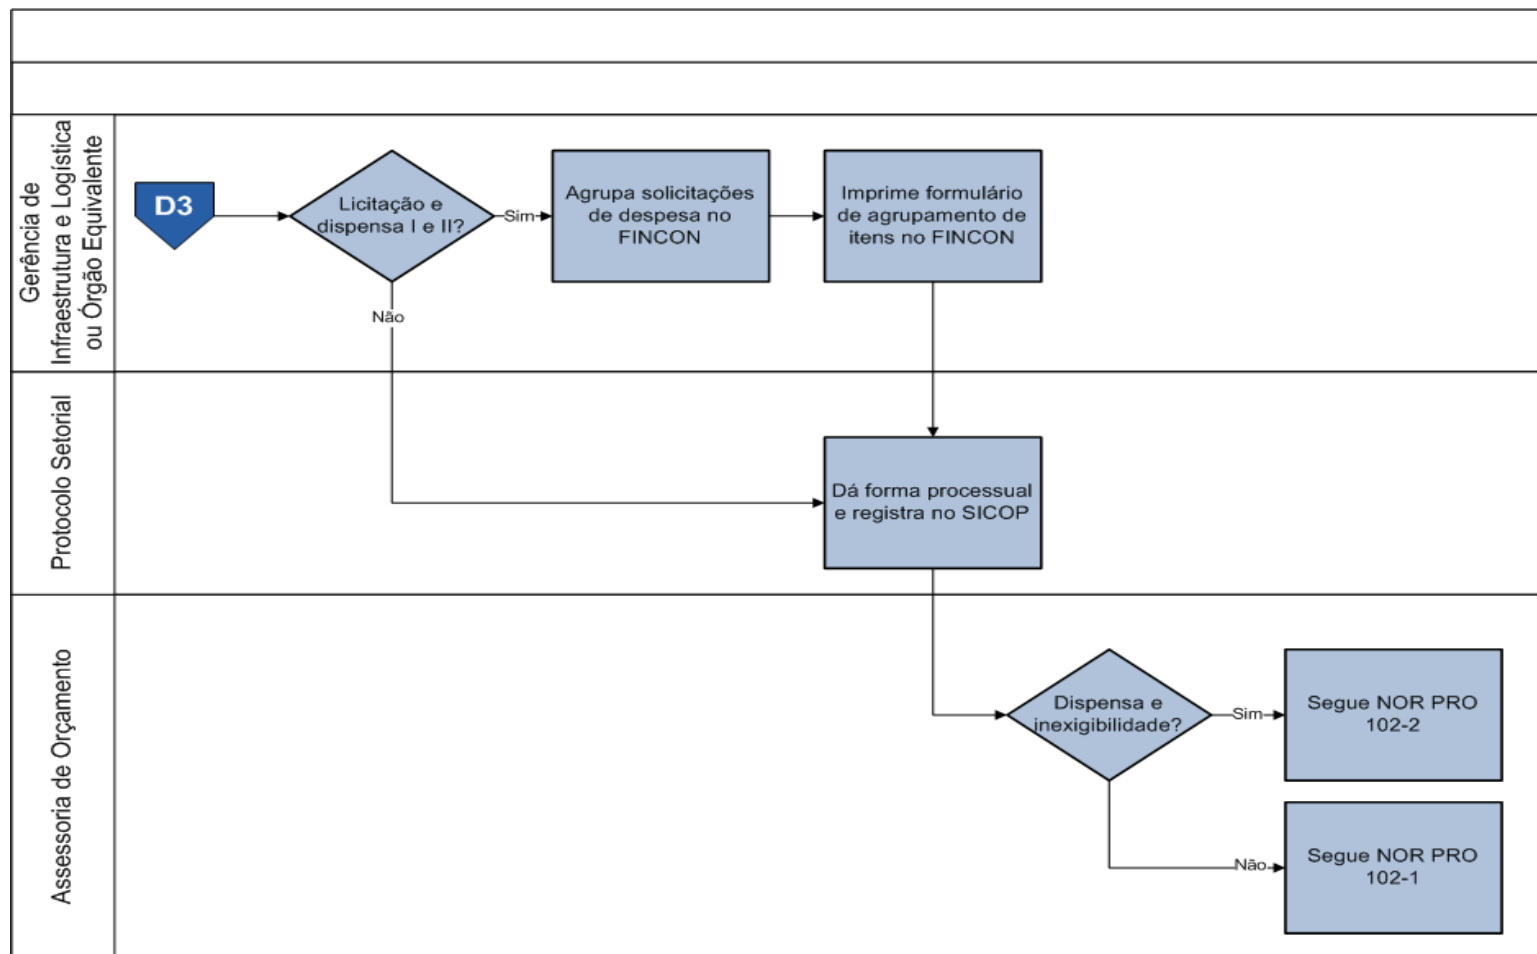 Gerência de
Infraestrutura e Logística
ou Órgão Equivalente
D3
Licitação e
dispensa I e II?
Sim
Agrupa solicitações
de despesa no
FINCON
Imprime formulário
de agrupamento de
itens no FINCON
Não
Protocolo Setorial
Dá forma processual
e registra no SICOP
Assessoria de Orçamento
Dispensa e
inexigibilidade?
Sim
Segue NOR PRO
102-2
Não
Segue NOR PRO
102-1